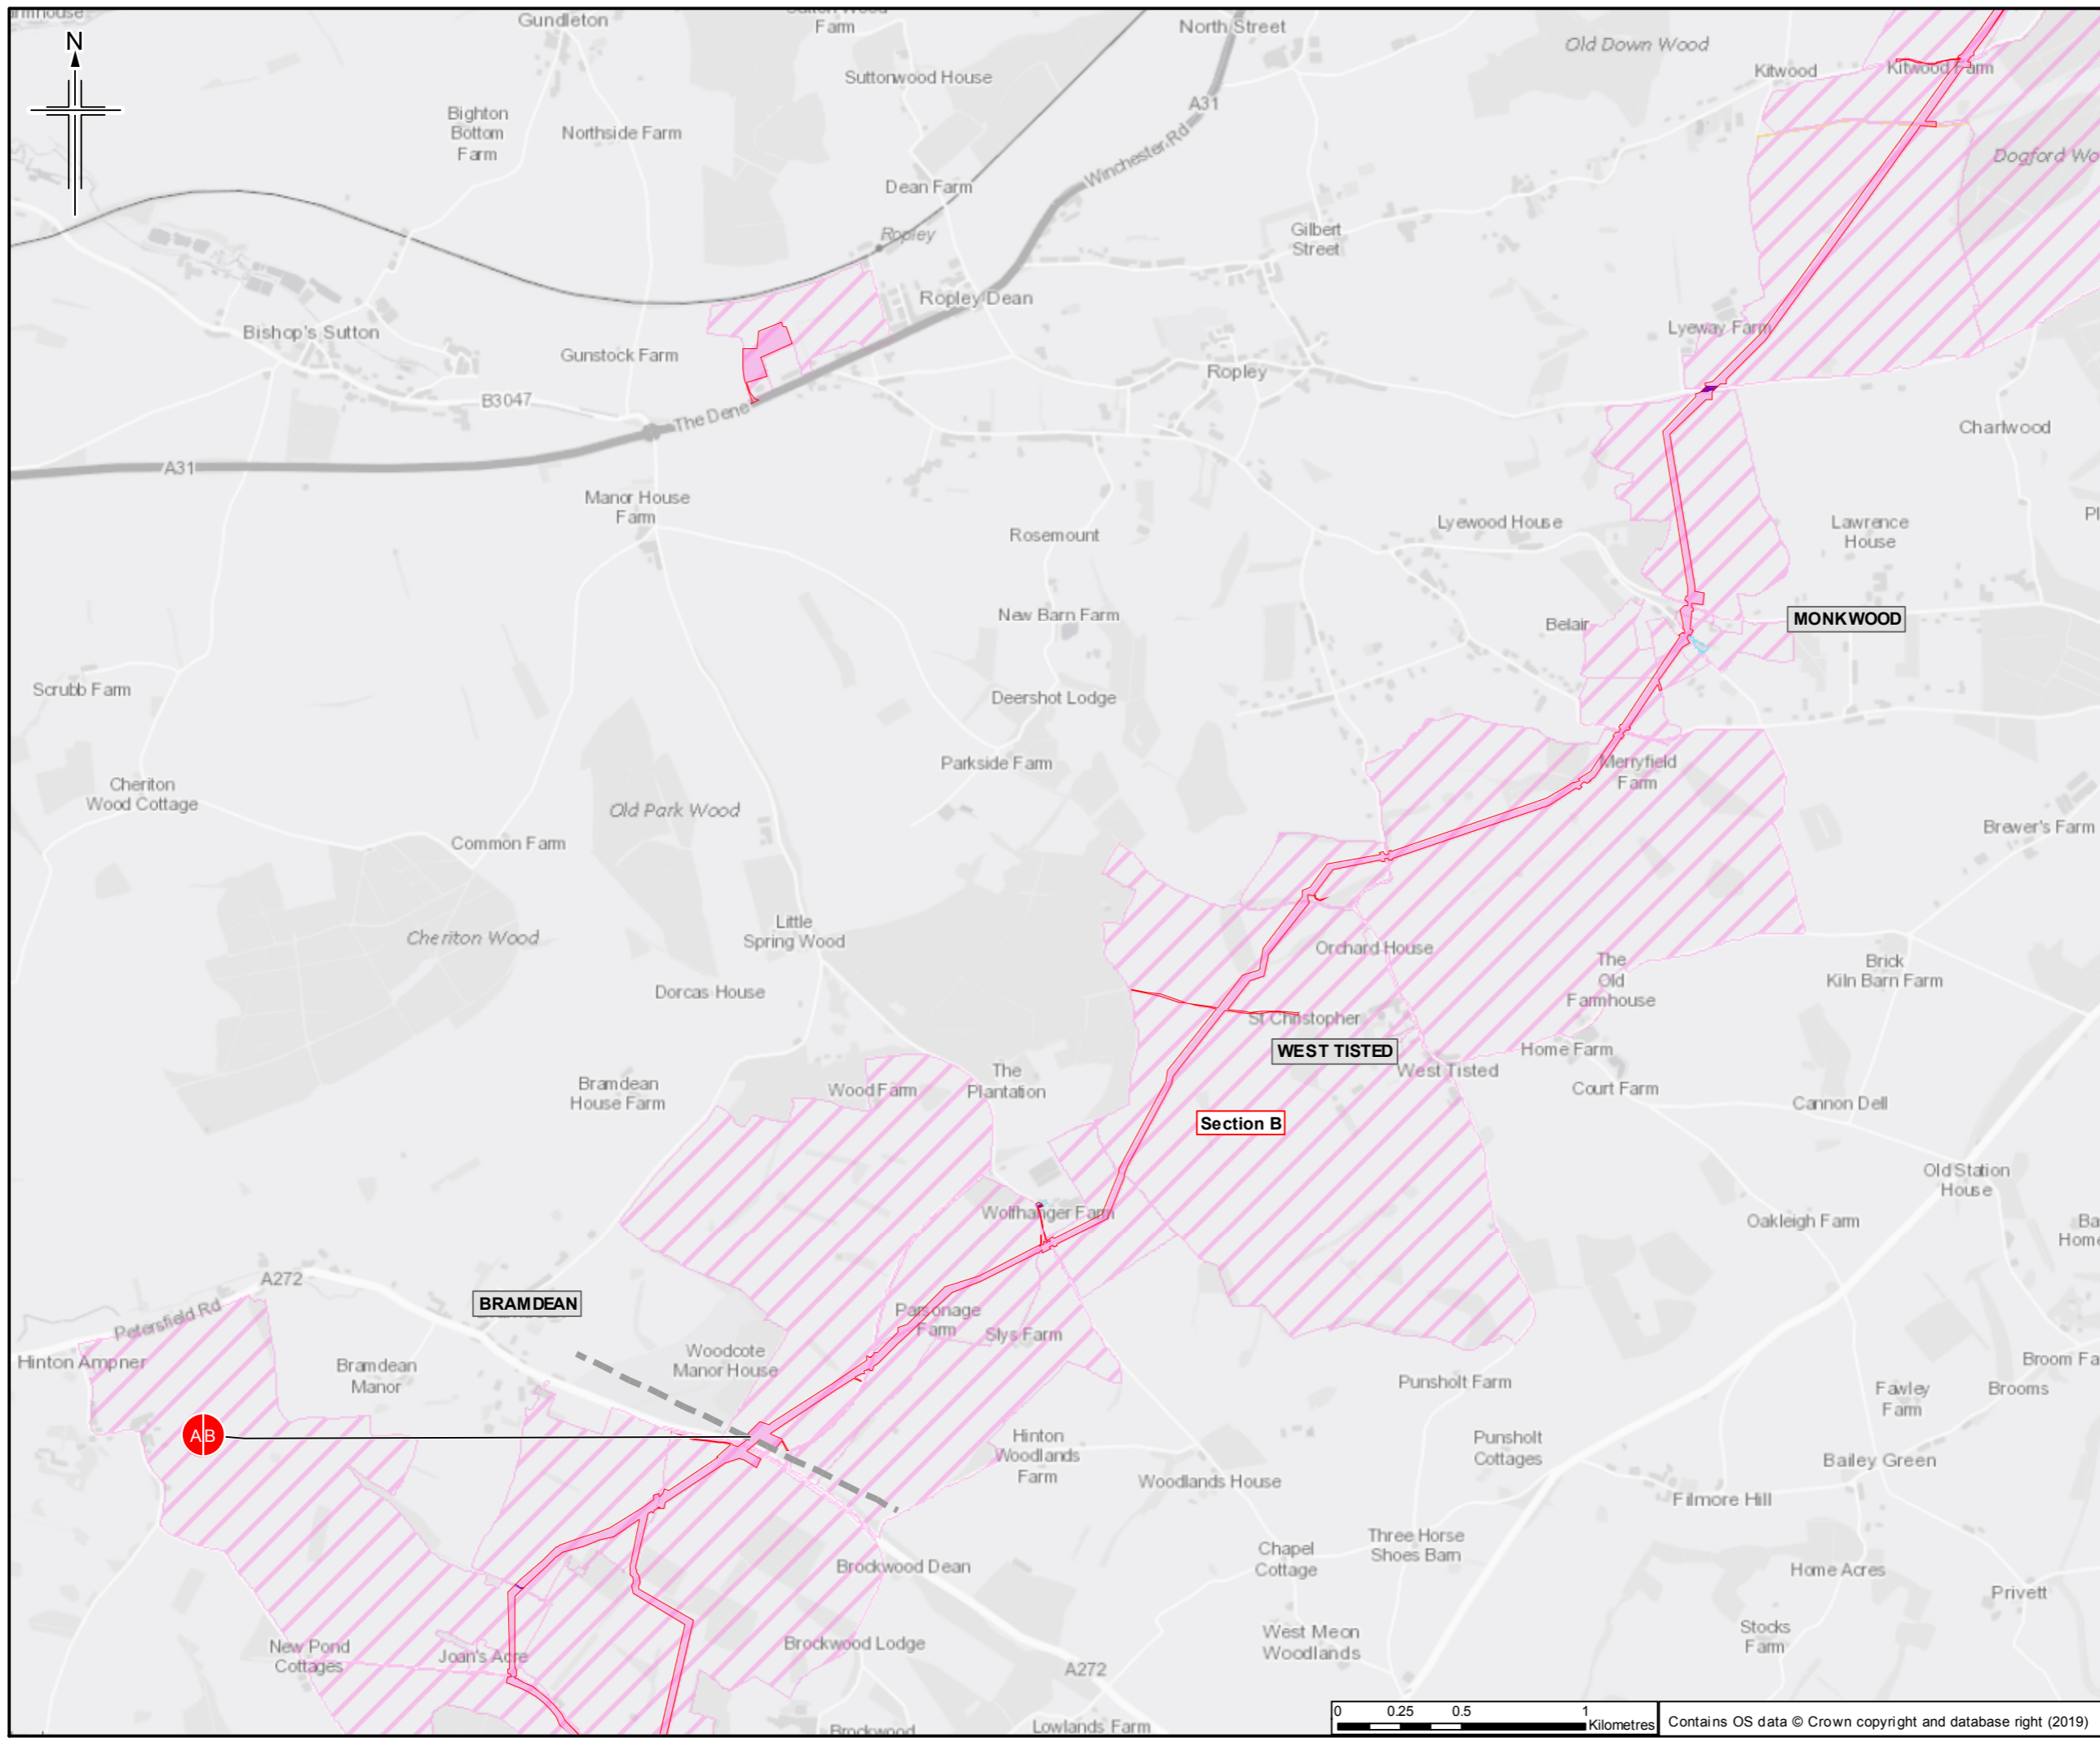 Gundleton
Farm
North Street
Old Down Wood
N
Suttonwood House
Kitwood
Kitwood Farm
A31
Bighton
Bottom
Farm
Northside Farm
Winchester Rd
Dogford Wo
Dean Farm
Ropley
Gilbert
Street
Ropley Dean
Bishop's Sutton
Gunstock Farm
Lyeway Farm
Ropley
B3047
The Dene
Charlwood
A31
Manor House
Farm
Rosemount
Lyewood House
Lawrence
House
Pl
New Barn Farm
Belair
MONKWOOD
Scrubb Farm
Deershot Lodge
Parkside Farm
Merryfield
Farm
Cheriton
Wood Cottage
Old Park Wood
Common Farm
Brewer's Farm
Little
Spring Wood
Cheriton Wood
Orchard House
The
Old
Farmhouse
Brick
Kiln Barn Farm
Dorcas House
St Christopher
WEST TISTED
Home Farm
West Tisted
Court Farm
The
Plantation
Wood Farm
Bramdean
House Farm
Cannon Dell
Section B
Old Station
House
Wolfhanger Farm
Oakleigh Farm
Ba
Home
A272
BRAMDEAN
Petersfield Rd
Parsonage
Farm
Slys Farm
Hinton Ampner
Bramdean
Manor
Woodcote
Manor House
Broom Fa
Punsholt Farm
Fawley
Farm
Brooms
A B
Hinton
Woodlands
Farm
Punsholt
Cottages
Bailey Green
Woodlands House
Filmore Hill
Three Horse
Shoes Barn
Chapel
Cottage
Brockwood Dean
Home Acres
Privett
New Pond
Cottages
Joan's Acre
Brockwood Lodge
West Meon
Woodlands
Stocks
Farm
A272
Brockwood
Lowlands Farm
0 0.25 0.5 1
Kilometres
Contains OS data © Crown copyright and database right (2019)